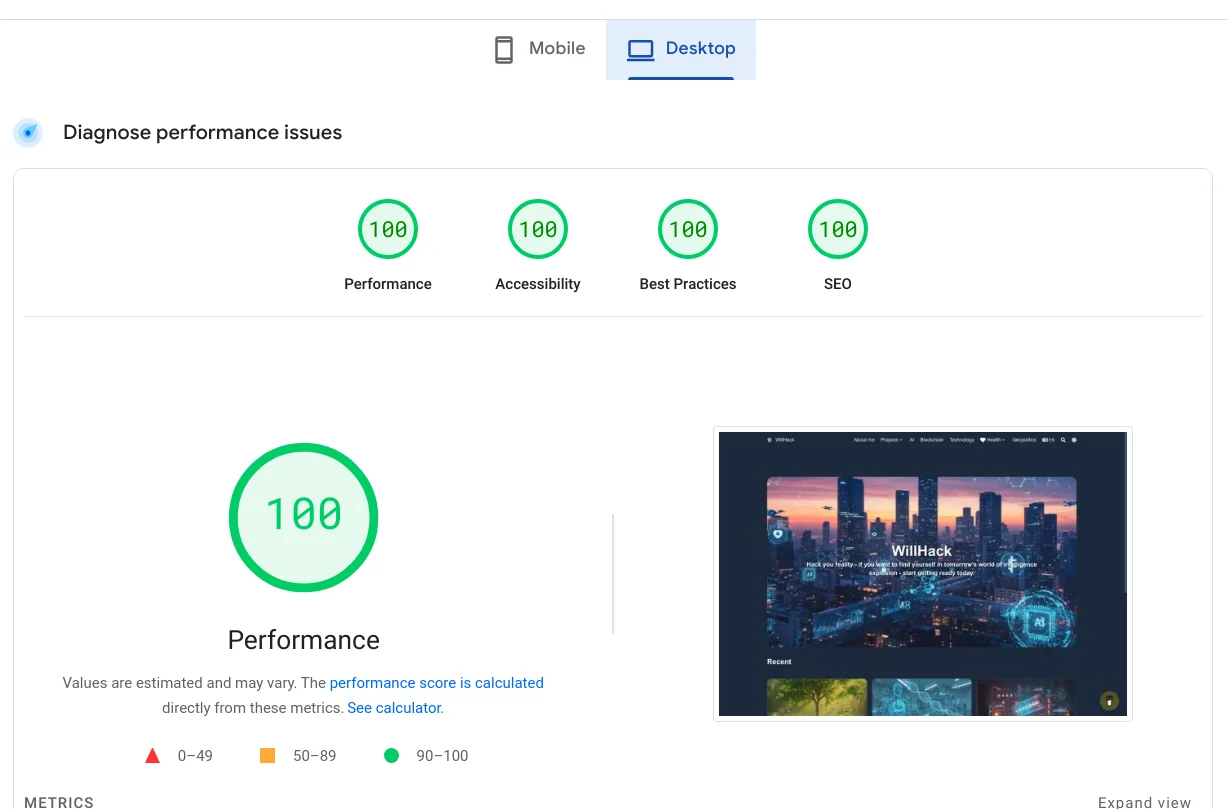 Mobile
Desktop
Diagnose performance issues
100
100
100
100
Performance
Accessibility
Best Practices
SEO
100
Performance
Values are estimated and may vary. The performance score is calculated
directly from these metrics. See calculator.
0–49
50–89
90–100
WillHack
About me
Projects
AI
Blockchain
Technology
Health
Geopolitics
EN
WillHack
Hack you reality - if you want to find yourself in tomorrow's world of intelligence
explosion - start getting ready today:
AI
Recent
METRICS
Expand view